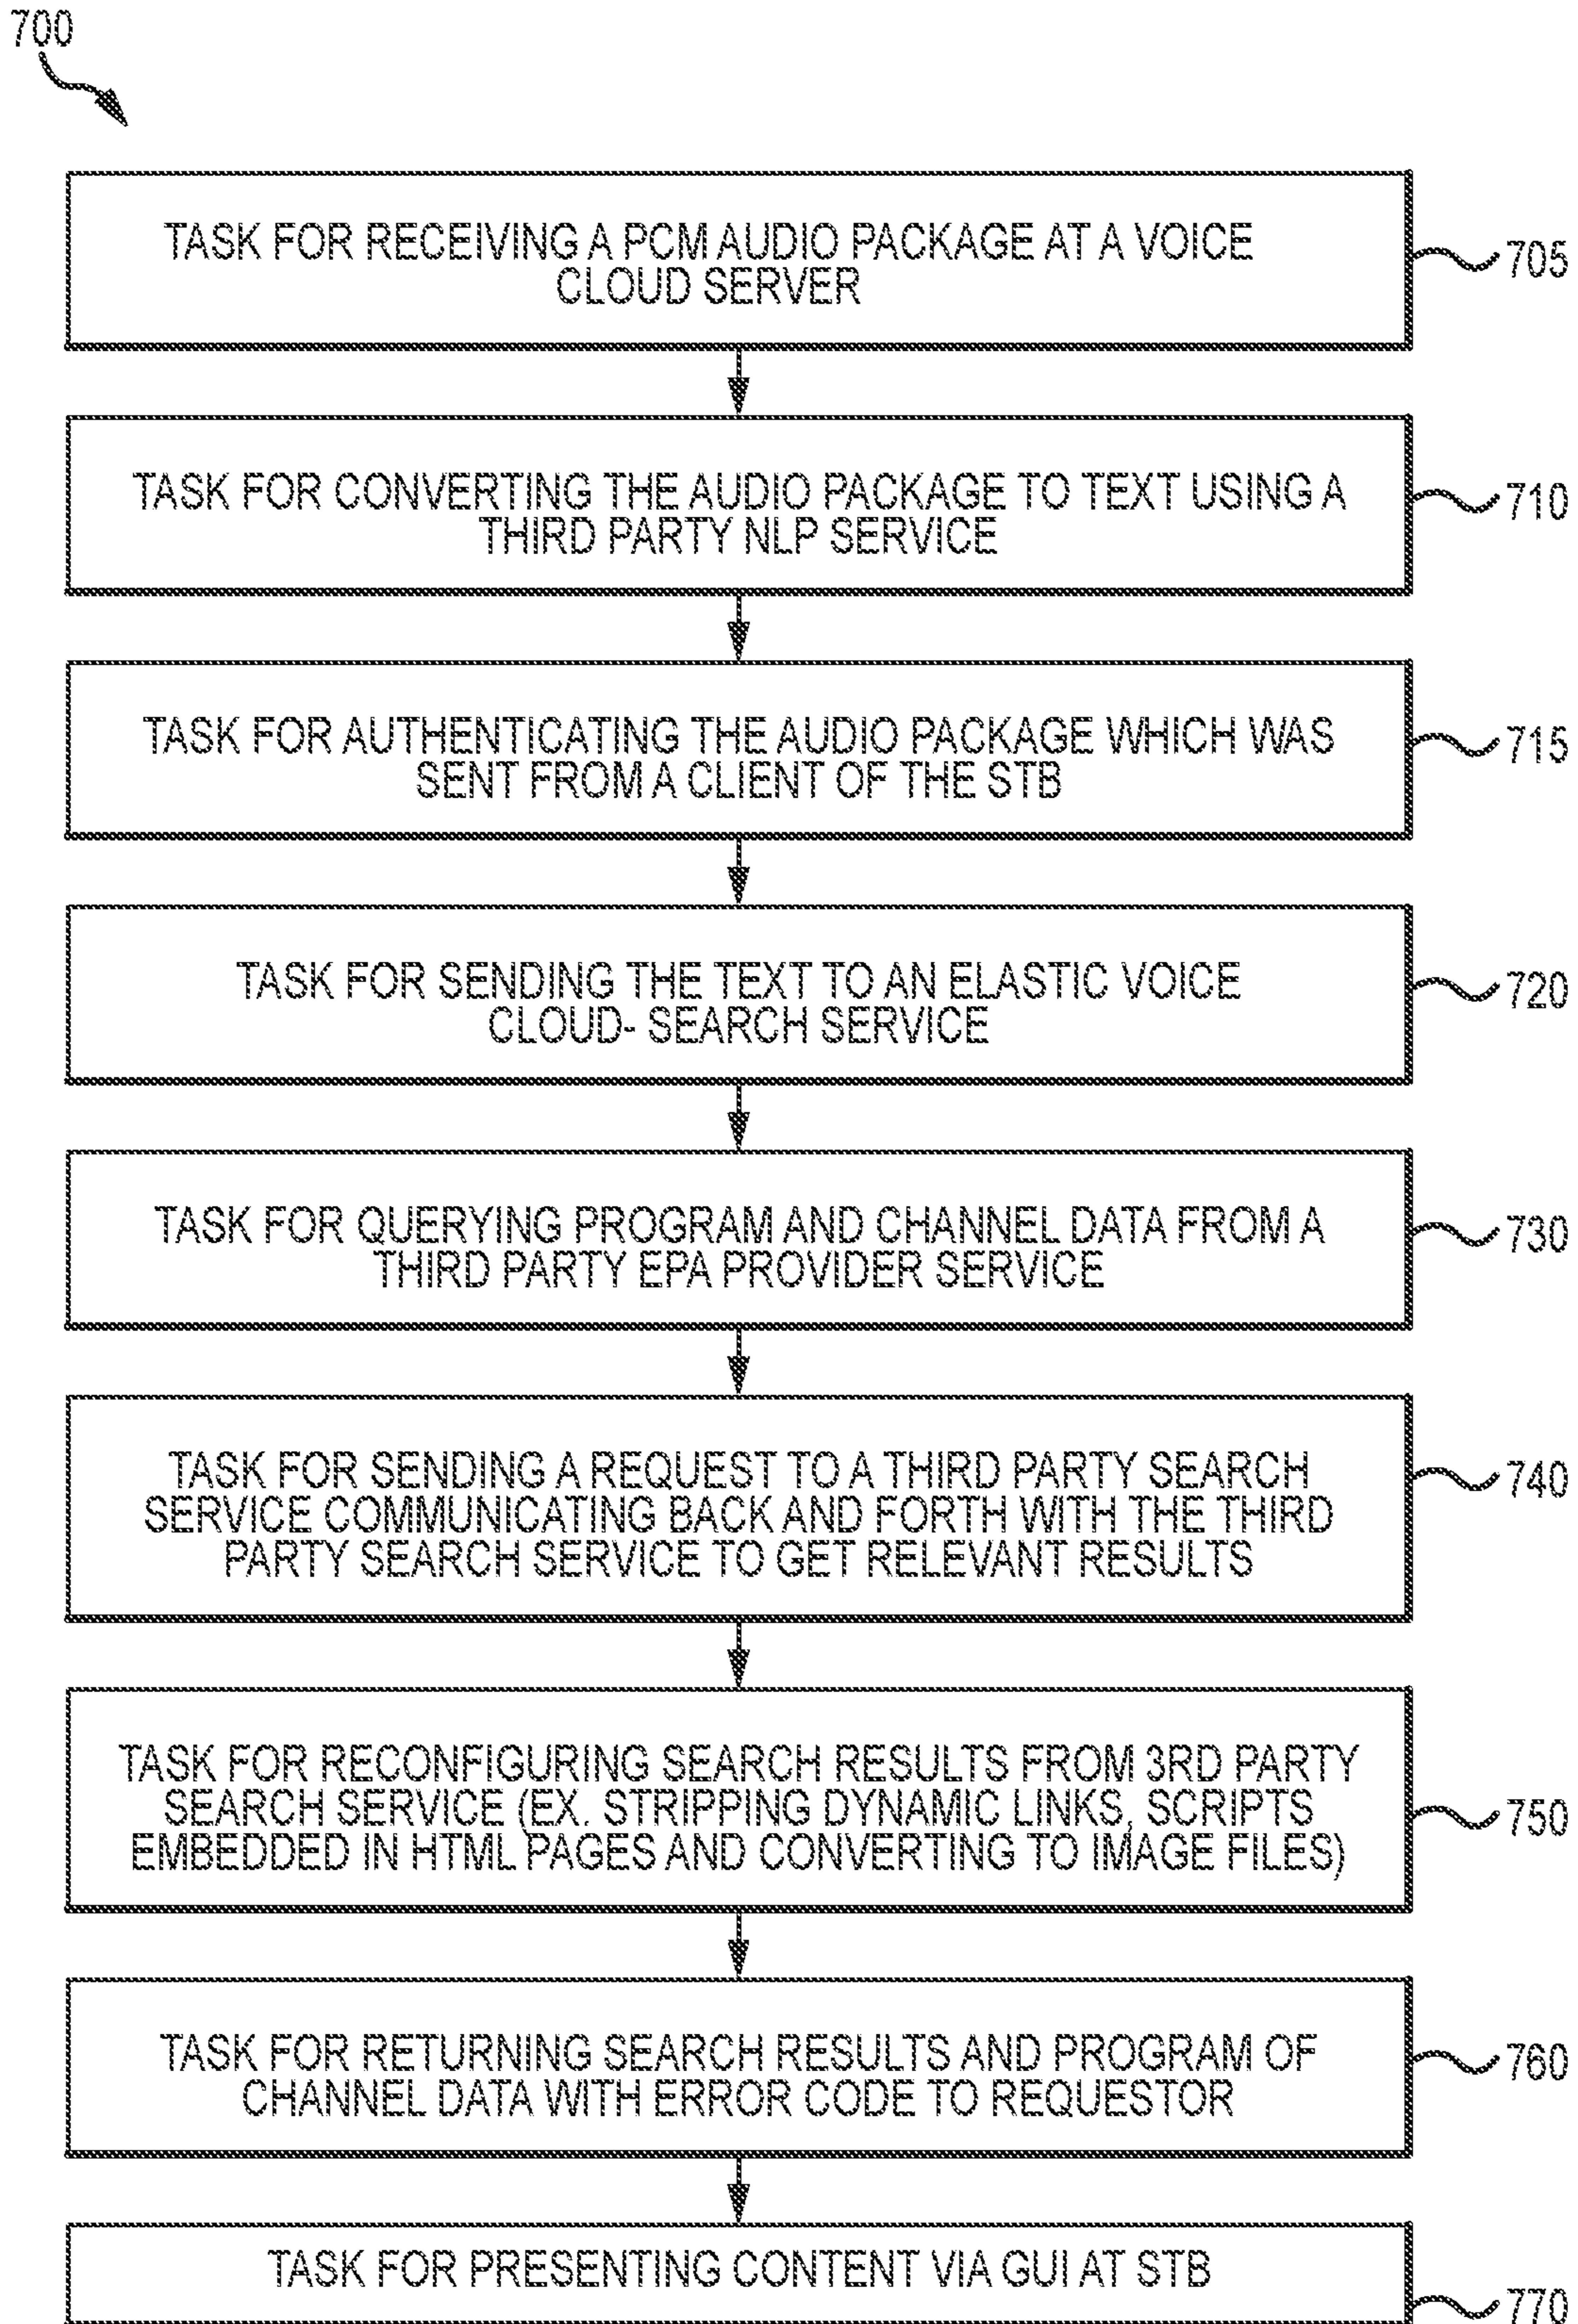 700
TASK FOR RECEIVING A PCM AUDIO PACKAGE AT A VOICE
CLOUD SERVER
705
TASK FOR CONVERTING THE AUDIO PACKAGE TO TEXT USING A
THIRD PARTY NLP SERVICE
710
TASK FOR AUTHENTICATING THE AUDIO PACKAGE WHICH WAS
SENT FROM A CLIENT OF THE STB
715
TASK FOR SENDING THE TEXT TO AN ELASTIC VOICE
CLOUD- SEARCH SERVICE
720
TASK FOR QUERYING PROGRAM AND CHANNEL DATA FROM A
THIRD PARTY EPA PROVIDER SERVICE
730
TASK FOR SENDING A REQUEST TO A THIRD PARTY SEARCH
SERVICE COMMUNICATING BACK AND FORTH WITH THE THIRD
PARTY SEARCH SERVICE TO GET RELEVANT RESULTS
740
TASK FOR RECONFIGURING SEARCH RESULTS FROM 3RD PARTY
SEARCH SERVICE (EX. STRIPPING DYNAMIC LINKS, SCRIPTS
EMBEDDED IN HTML PAGES AND CONVERTING TO IMAGE FILES)
750
TASK FOR RETURNING SEARCH RESULTS AND PROGRAM OF
CHANNEL DATA WITH ERROR CODE TO REQUESTOR
760
TASK FOR PRESENTING CONTENT VIA GUI AT STB
770